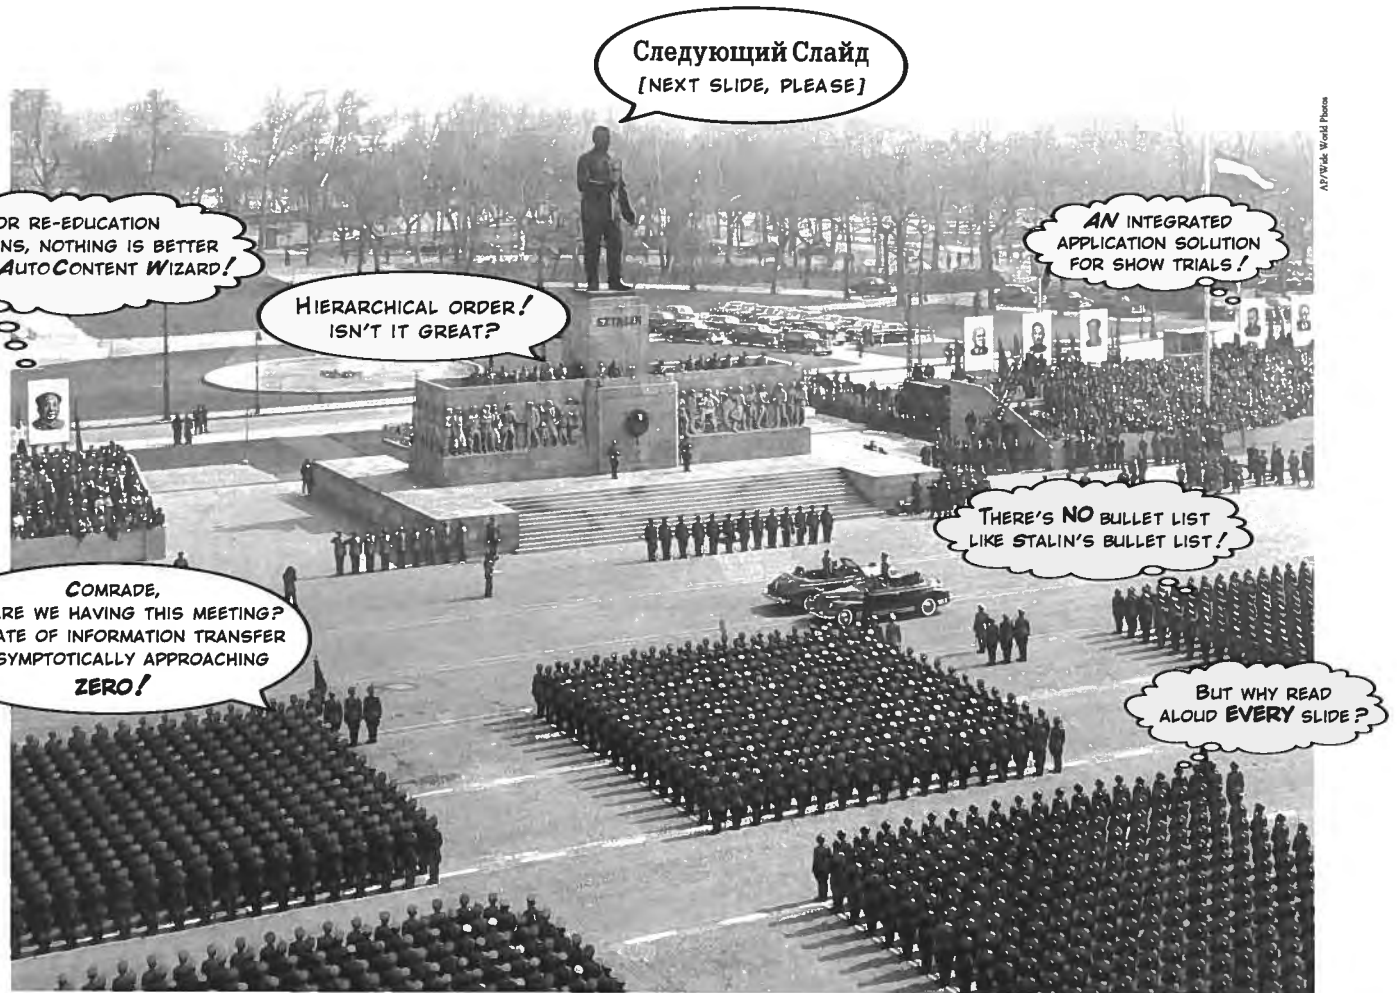 Следующий Слайд
[NEXT SLIDE, PLEASE]
AP/Wide World Photos
OR RE-EDUCATION
NS, NOTHING IS BETTER
AUTOCONTENT WIZARD!
AN INTEGRATED
APPLICATION SOLUTION
FOR SHOW TRIALS!
HIERARCHICAL ORDER!
ISN'T IT GREAT?
SZTALIN
THERE'S NO BULLET LIST
LIKE STALIN'S BULLET LIST!
COMRADE,
ARE WE HAVING THIS MEETING?
ATE OF INFORMATION TRANSFER
SYMPTOTICALLY APPROACHING
ZERO!
BUT WHY READ
ALOUD EVERY SLIDE?